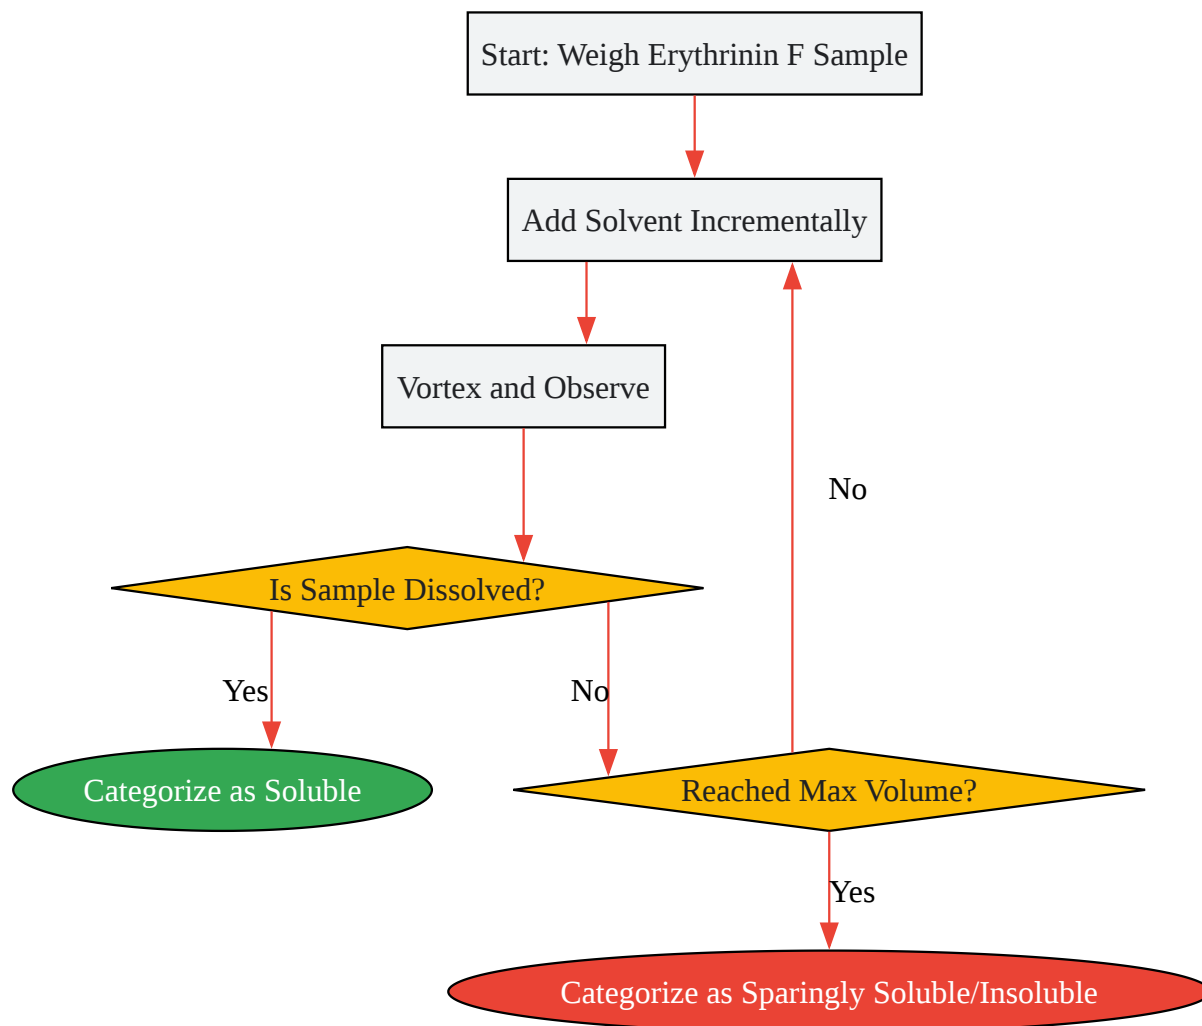 Start: Weigh Erythrinin F Sample
Add Solvent Incrementally
Vortex and Observe
No
Is Sample Dissolved?
Yes
No
Categorize as Soluble
Reached Max Volume?
Yes
Categorize as Sparingly Soluble/Insoluble